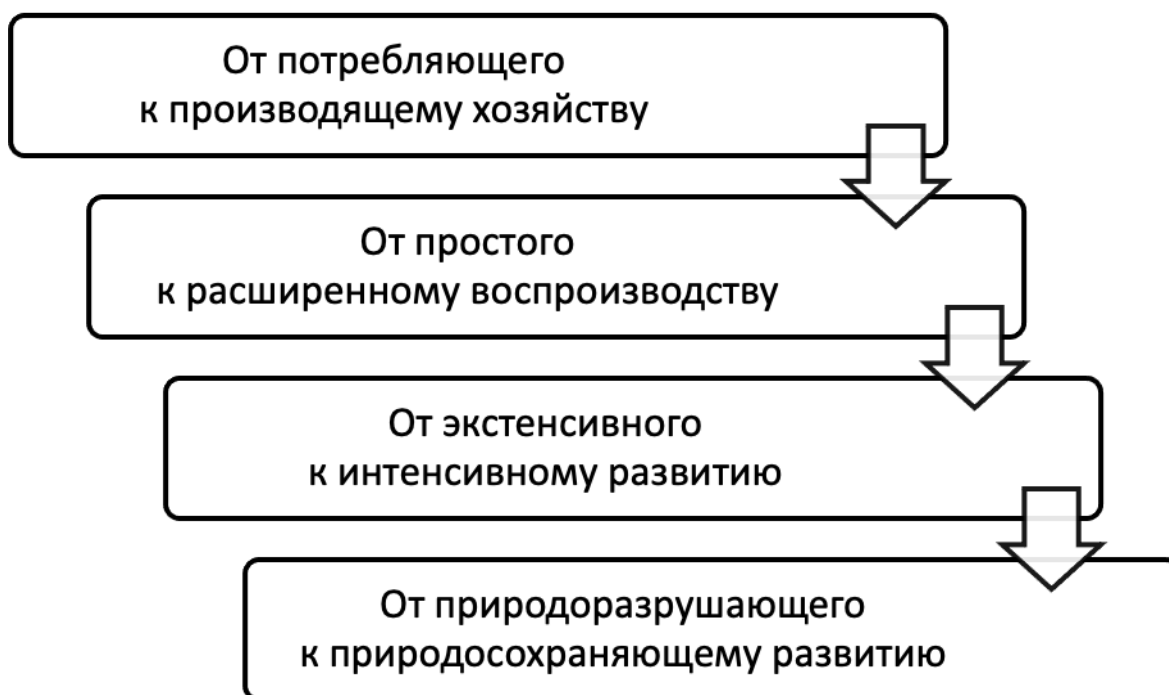 От потребляющего
к производящему хозяйству
От простого
к расширенному воспроизводству
От экстенсивного
к интенсивному развитию
От природоразрушающего
к природосохраняющему развитию